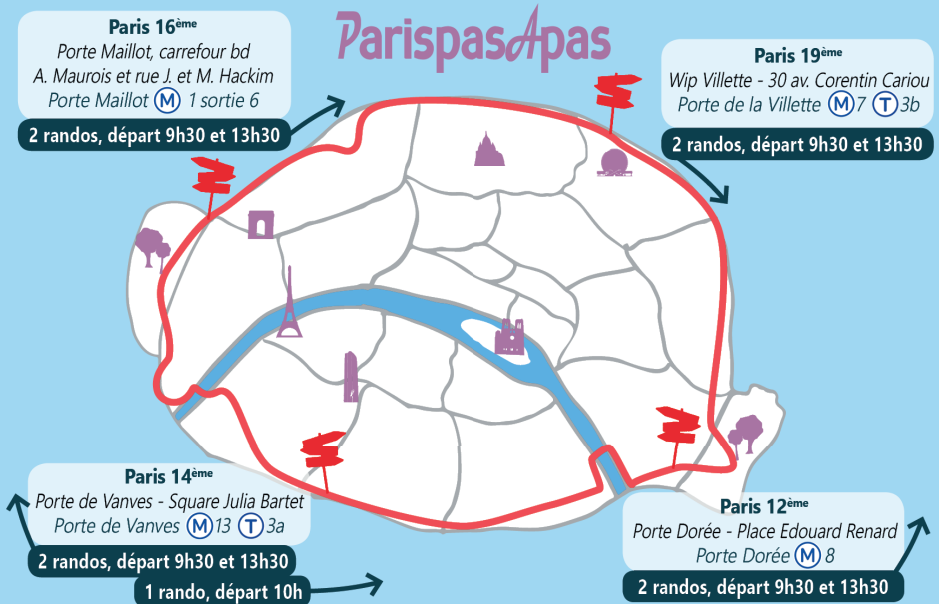 ParispasApas
Paris 16ème
Porte Maillot, carrefour bd
A. Maurois et rue J. et M. Hackim
Porte Maillot M 1 sortie 6
2 randos, départ 9h30 et 13h30
Paris 19ème
Wip Villette - 30 av. Corentin Cariou
Porte de la Villette M 7 T 3b
2 randos, départ 9h30 et 13h30
Paris 14ème
Porte de Vanves - Square Julia Bartet
Porte de Vanves M 13 T 3a
2 randos, départ 9h30 et 13h30
1 rando, départ 10h
Paris 12ème
Porte Dorée - Place Edouard Renard
Porte Dorée M 8
2 randos, départ 9h30 et 13h30